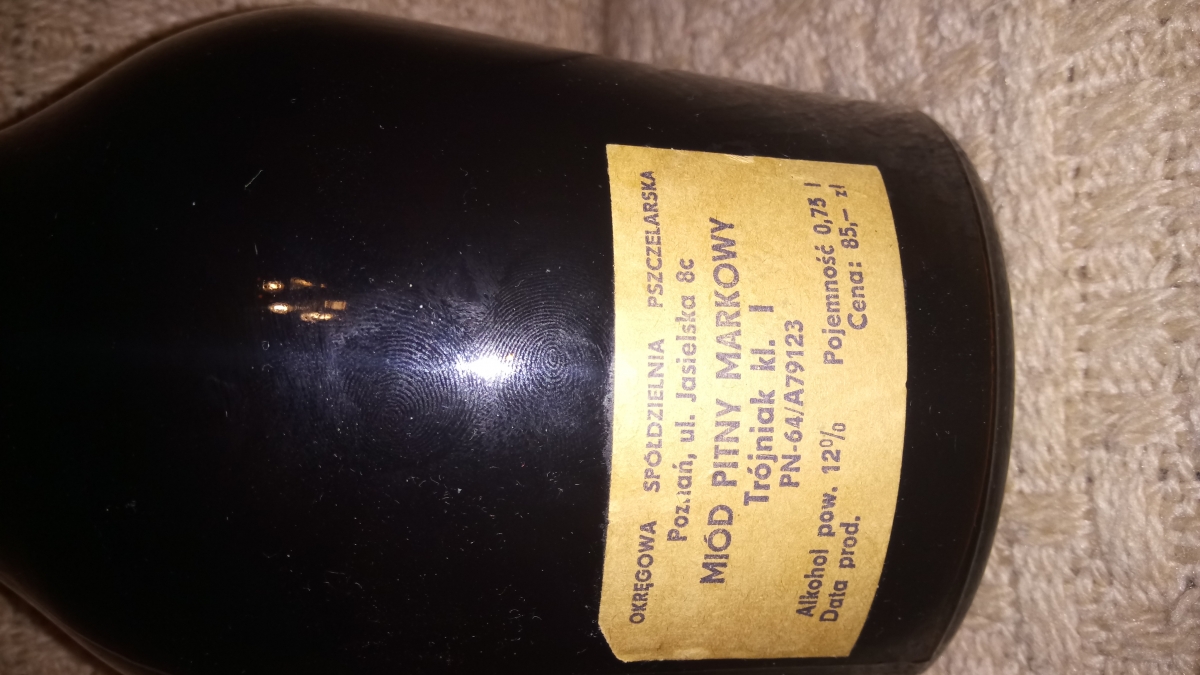 OKRĘGOWA SPÓŁDZIELNIA PSZCZELARSKA
Poznań, ul. Jasielska 8c
MIÓD PITNY MARKOWY
Trójniak kl. I
PN-64/A79123
Alkohol pow. 12% Pojemność 0,75 l
Data prod. Cena: 85,- zł